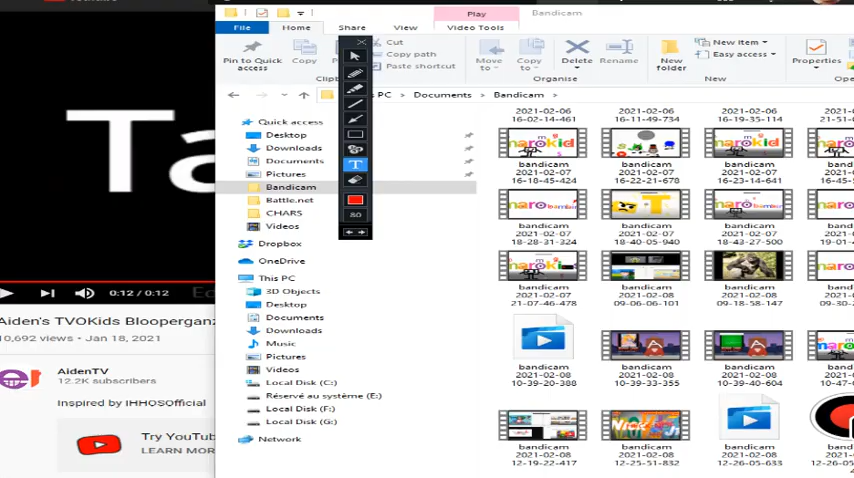 Play
Bandicam
File
Home
Share
View
Video Tools
Pin to Quick
access
Copy
Cut
Copy path
Paste shortcut
Move
to
Copy
to
Delete
Rename
New
folder
New item
Easy access
Properties
Organise
New
PC > Documents > Bandicam >
Quick access
Desktop
Downloads
Documents
Pictures
Bandicam
Battle.net
CHARS
Videos
Dropbox
OneDrive
This PC
3D Objects
Desktop
Documents
Downloads
Music
Pictures
Videos
Local Disk (C:)
Réservé au système (E:)
Local Disk (F:)
Local Disk (G:)
Network
T
80
2021-02-06
16-02-14-461
2021-02-06
16-11-49-734
2021-02-06
16-19-35-114
bandicam
2021-02-07
16-18-45-424
bandicam
2021-02-07
16-22-21-678
bandicam
2021-02-07
16-23-14-641
bandicam
2021-02-07
18-28-31-324
bandicam
2021-02-07
18-40-05-940
bandicam
2021-02-07
18-43-27-500
bandicam
2021-02-07
21-07-46-478
bandicam
2021-02-08
09-06-06-101
bandicam
2021-02-08
09-18-58-147
bandicam
2021-02-08
10-39-20-388
bandicam
2021-02-08
10-39-33-355
bandicam
2021-02-08
10-39-40-604
bandicam
2021-02-08
12-19-22-417
bandicam
2021-02-08
12-25-51-832
bandicam
2021-02-08
12-26-05-633
Ta
0:12 / 0:12
Aiden's TVOKids Blooperganz
10,692 views • Jan 18, 2021
AidenTV
12.2K subscribers
Inspired by IHHOSOfficial
Try YouTub
LEARN MOR